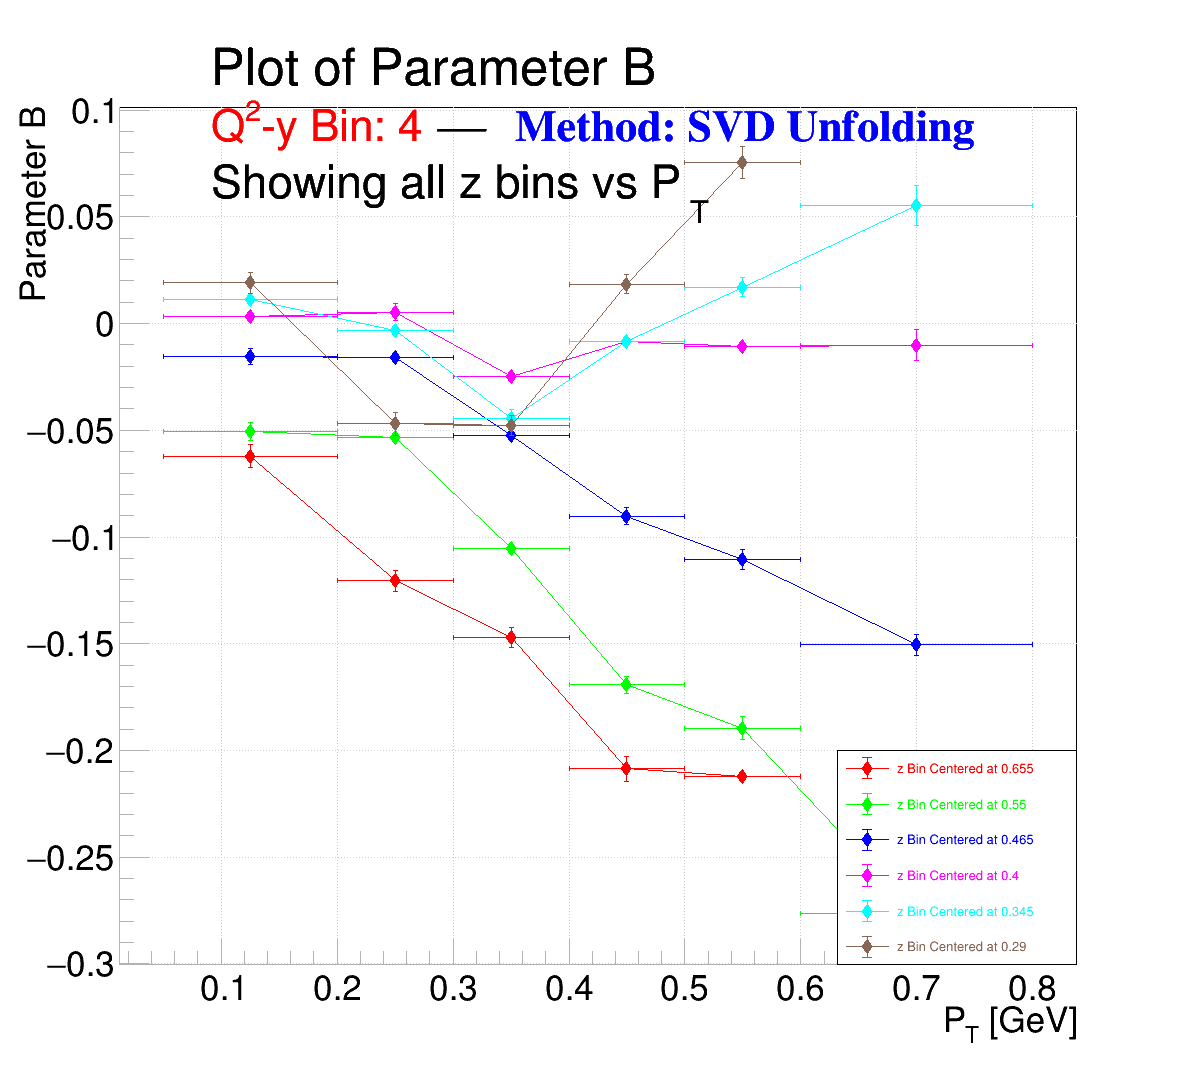 Plot of Parameter B
Q²-y Bin: 4 — Method: SVD Unfolding
Showing all z bins vs P_T
Parameter B
0.1
0.05
0
−0.05
−0.1
−0.15
−0.2
−0.25
−0.3
z Bin Centered at 0.655
z Bin Centered at 0.55
z Bin Centered at 0.465
z Bin Centered at 0.4
z Bin Centered at 0.345
z Bin Centered at 0.29
0.1 0.2 0.3 0.4 0.5 0.6 0.7 0.8
P_T [GeV]